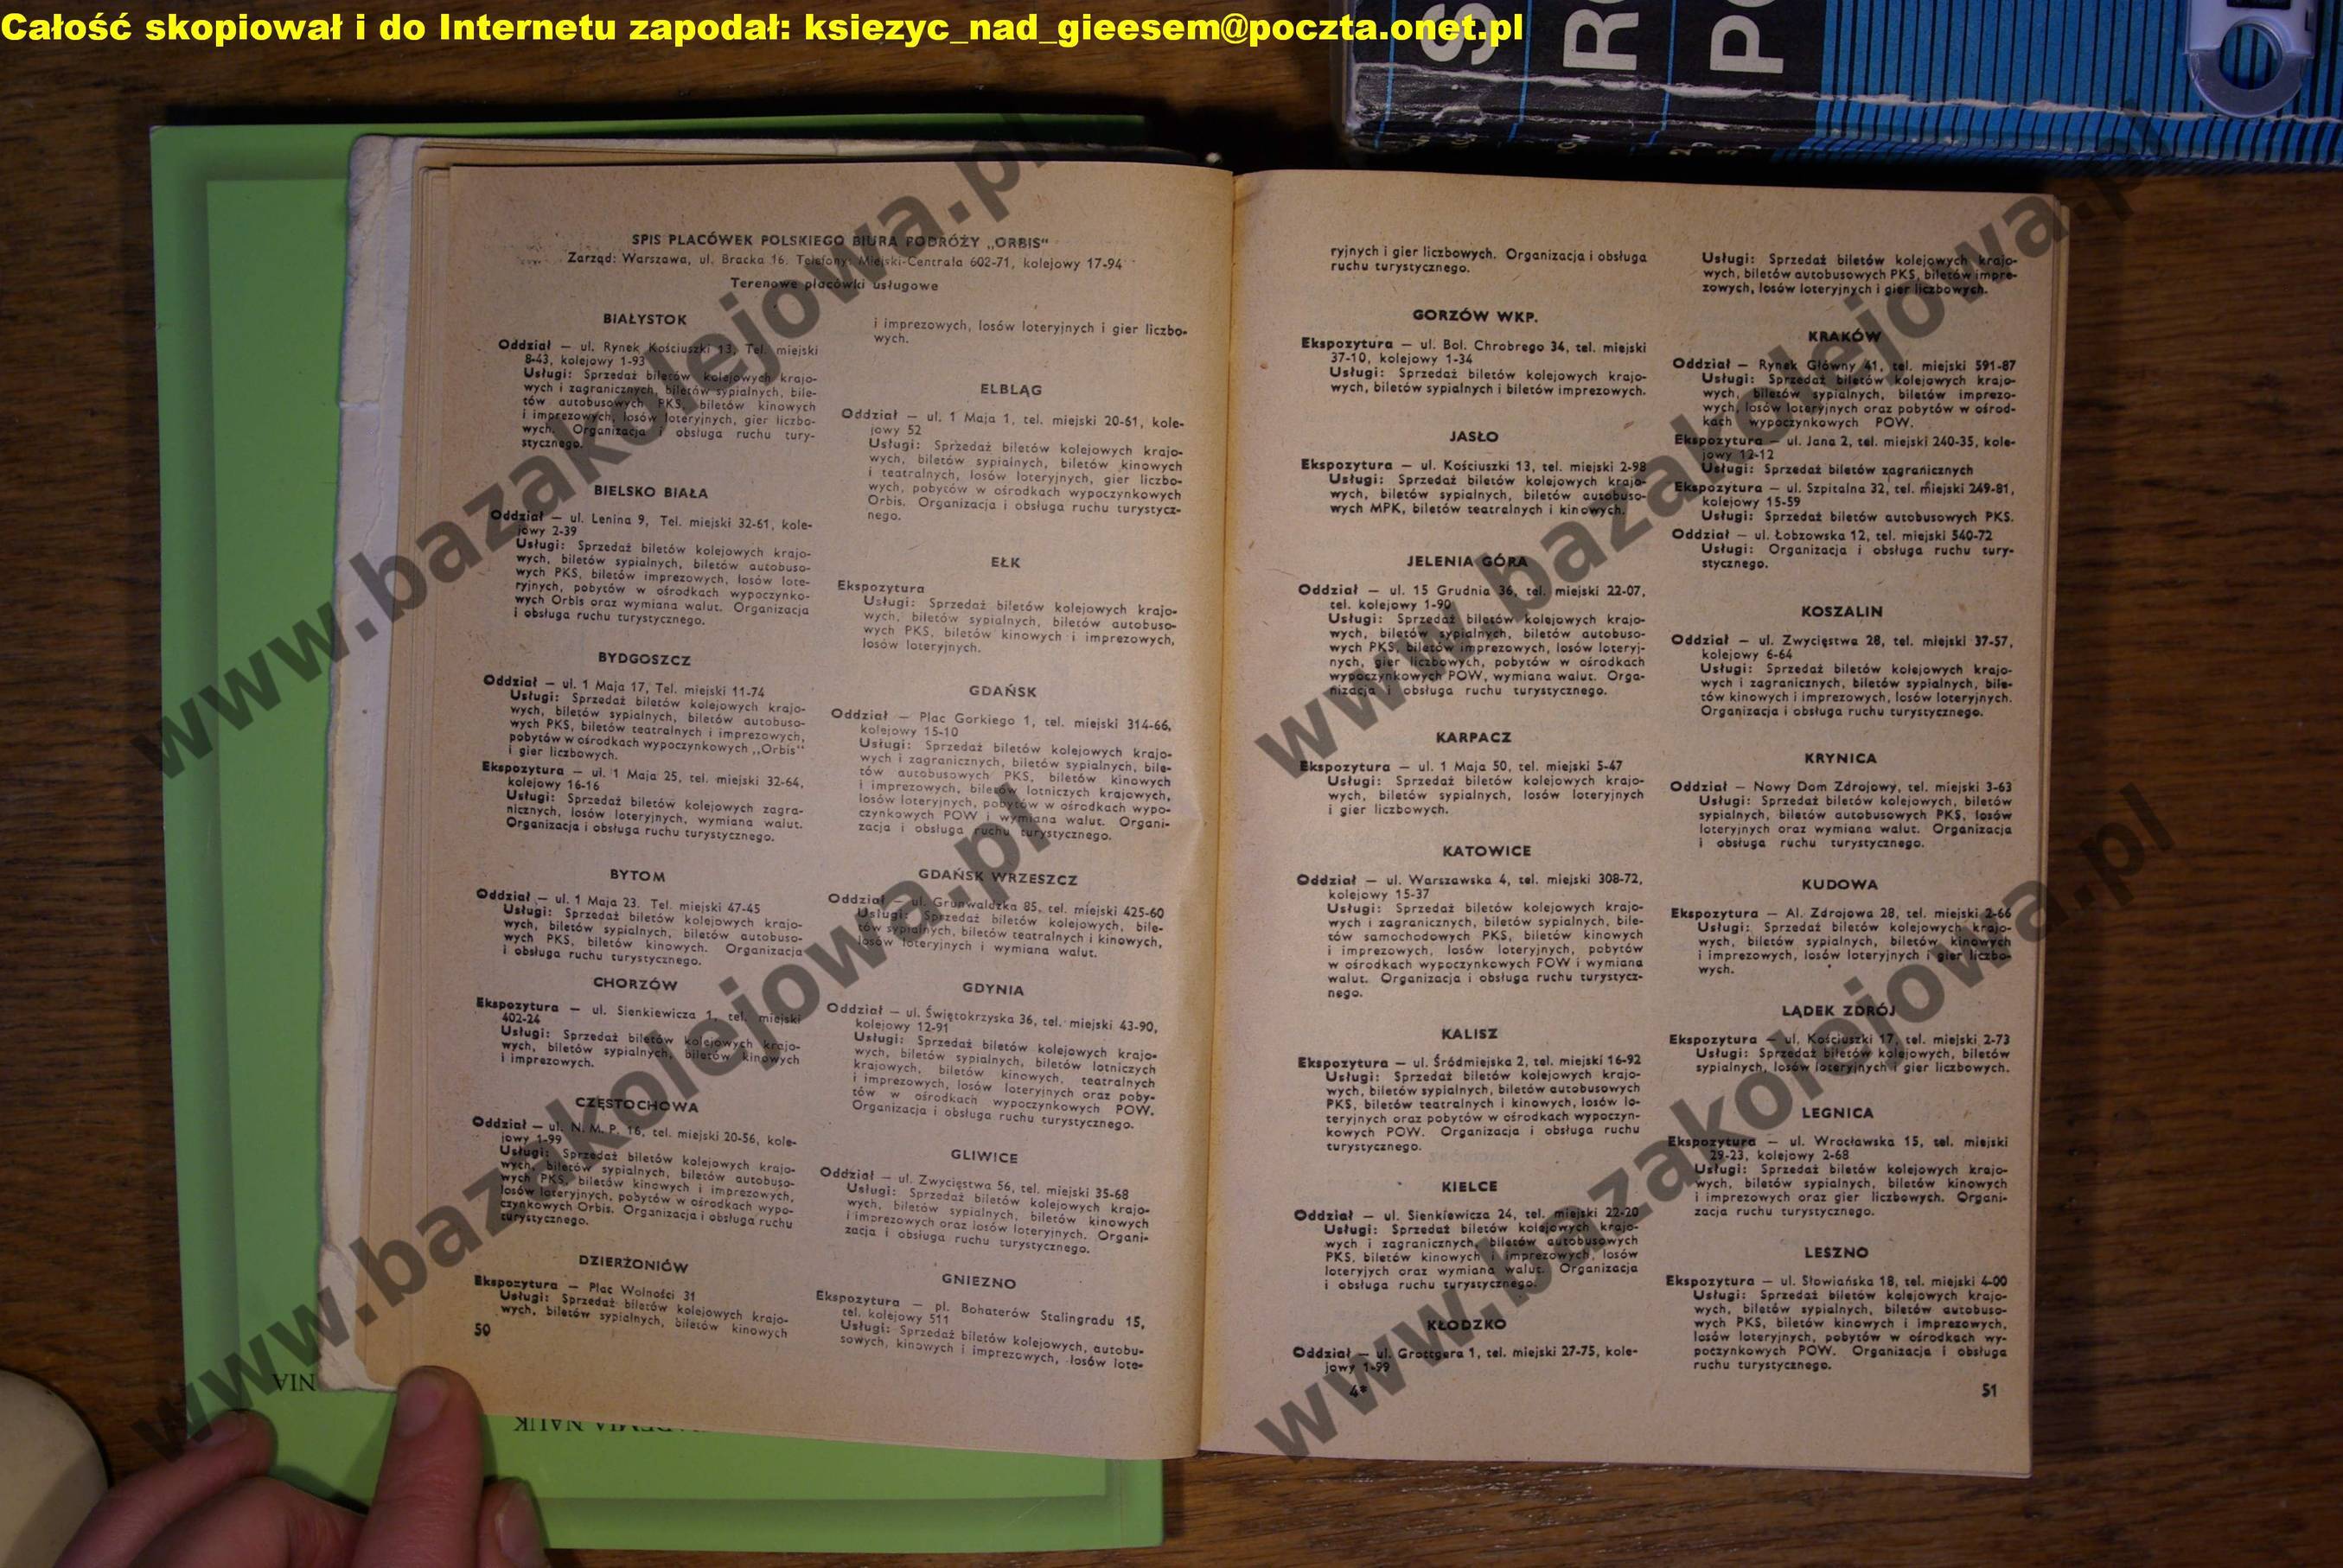 Całość skopiował i do Internetu zapodał: ksiezyc_nad_gieesem@poczta.onet.pl
SPIS PLACÓWEK POLSKIEGO BIURA PODRÓŻY „ORBIS"
Zarząd: Warszawa, ul. Bracka 16. Telefony: Miejski-Centrala 602-71, kolejowy 17-94
Terenowe placówki usługowe
BIAŁYSTOK
Oddział — ul. Rynek Kościuszki 13, Tel. miejski
8-43, kolejowy 1-93
Usługi: Sprzedaż biletów kolejowych krajo-
wych i zagranicznych, biletów sypialnych, bile-
tów autobusowych PKS, biletów kinowych
i imprezowych, losów loteryjnych, gier liczbo-
wych. Organizacja i obsługa ruchu tury-
stycznego.
BIELSKO BIAŁA
Oddział — ul. Lenina 9, Tel. miejski 32-61, kole-
jowy 2-39
Usługi: Sprzedaż biletów kolejowych krajo-
wych, biletów sypialnych, biletów autobuso-
wych PKS, biletów imprezowych, losów lote-
ryjnych, pobytów w ośrodkach wypoczynko-
wych Orbis oraz wymiana walut. Organizacja
i obsługa ruchu turystycznego.
BYDGOSZCZ
Oddział — ul. 1 Maja 17, Tel. miejski 11-74
Usługi: Sprzedaż biletów kolejowych krajo-
wych, biletów sypialnych, biletów autobuso-
wych PKS, biletów teatralnych i imprezowych,
pobytów w ośrodkach wypoczynkowych „Orbis"
i gier liczbowych.
Ekspozytura — ul. 1 Maja 25, tel. miejski 32-64,
kolejowy 16-16
Usługi: Sprzedaż biletów kolejowych zagra-
nicznych, losów loteryjnych, wymiana walut.
Organizacja i obsługa ruchu turystycznego.
BYTOM
Oddział — ul. 1 Maja 23. Tel. miejski 47-45
Usługi: Sprzedaż biletów kolejowych krajo-
wych, biletów sypialnych, biletów autobuso-
wych PKS, biletów kinowych. Organizacja
i obsługa ruchu turystycznego.
CHORZÓW
Ekspozytura — ul. Sienkiewicza 1, tel. miejski
402-24
Usługi: Sprzedaż biletów kolejowych krajo-
wych, biletów sypialnych, biletów kinowych
i imprezowych.
CZĘSTOCHOWA
Oddział — ul. N. M. P. 16, tel. miejski 20-56, kole-
jowy 1-99
Usługi: Sprzedaż biletów kolejowych krajo-
wych, biletów sypialnych, biletów autobuso-
wych PKS, biletów kinowych i imprezowych,
losów loteryjnych, pobytów w ośrodkach wypo-
czynkowych Orbis. Organizacja i obsługa ruchu
turystycznego.
DZIERŻONIÓW
Ekspozytura — Plac Wolności 31
Usługi: Sprzedaż biletów kolejowych krajo-
wych, biletów sypialnych, biletów kinowych
50
i imprezowych, losów loteryjnych i gier liczbo-
wych.
ELBLĄG
Oddział — ul. 1 Maja 1, tel. miejski 20-61, kole-
jowy 52
Usługi: Sprzedaż biletów kolejowych krajo-
wych, biletów sypialnych, biletów kinowych
i teatralnych, losów loteryjnych, gier liczbo-
wych, pobytów w ośrodkach wypoczynkowych
Orbis. Organizacja i obsługa ruchu turystycz-
nego.
EŁK
Ekspozytura
Usługi: Sprzedaż biletów kolejowych krajo-
wych, biletów sypialnych, biletów autobuso-
wych PKS, biletów kinowych i imprezowych,
losów loteryjnych.
GDAŃSK
Oddział — Plac Gorkiego 1, tel. miejski 314-66,
kolejowy 15-10
Usługi: Sprzedaż biletów kolejowych krajo-
wych i zagranicznych, biletów sypialnych, bile-
tów autobusowych PKS, biletów kinowych
i imprezowych, biletów lotniczych krajowych,
losów loteryjnych, pobytów w ośrodkach wypo-
czynkowych POW i wymiana walut. Organi-
zacja i obsługa ruchu turystycznego.
GDAŃSK WRZESZCZ
Oddział — ul. Grunwaldzka 85, tel. miejski 425-60
Usługi: Sprzedaż biletów kolejowych, bile-
tów sypialnych, biletów teatralnych i kinowych,
losów loteryjnych i wymiana walut.
GDYNIA
Oddział — ul. Świętokrzyska 36, tel. miejski 43-90,
kolejowy 12-91
Usługi: Sprzedaż biletów kolejowych krajo-
wych, biletów sypialnych, biletów lotniczych
krajowych, biletów kinowych, teatralnych
i imprezowych, losów loteryjnych oraz poby-
tów w ośrodkach wypoczynkowych POW.
Organizacja i obsługa ruchu turystycznego.
GLIWICE
Oddział — ul. Zwycięstwa 56, tel. miejski 35-68
Usługi: Sprzedaż biletów kolejowych krajo-
wych, biletów sypialnych, biletów kinowych
i imprezowych oraz losów loteryjnych. Organi-
zacja i obsługa ruchu turystycznego.
GNIEZNO
Ekspozytura — pl. Bohaterów Stalingradu 15,
tel. kolejowy 511
Usługi: Sprzedaż biletów kolejowych, autobu-
sowych, kinowych i imprezowych, losów lote-
ryjnych i gier liczbowych. Organizacja i obsługa
ruchu turystycznego.
GORZÓW WKP.
Ekspozytura — ul. Bol. Chrobrego 34, tel. miejski
37-10, kolejowy 1-34
Usługi: Sprzedaż biletów kolejowych krajo-
wych, biletów sypialnych i biletów imprezowych.
JASŁO
Ekspozytura — ul. Kościuszki 13, tel. miejski 2-98
Usługi: Sprzedaż biletów kolejowych krajo-
wych, biletów sypialnych, biletów autobuso-
wych MPK, biletów teatralnych i kinowych.
JELENIA GÓRA
Oddział — ul. 15 Grudnia 36, tel. miejski 22-07,
tel. kolejowy 1-90
Usługi: Sprzedaż biletów kolejowych krajo-
wych, biletów sypialnych, biletów autobuso-
wych PKS, biletów imprezowych, losów loteryj-
nych, gier liczbowych, pobytów w ośrodkach
wypoczynkowych POW, wymiana walut. Orga-
nizacja i obsługa ruchu turystycznego.
KARPACZ
Ekspozytura — ul. 1 Maja 50, tel. miejski 5-47
Usługi: Sprzedaż biletów kolejowych krajo-
wych, biletów sypialnych, losów loteryjnych
i gier liczbowych.
KATOWICE
Oddział — ul. Warszawska 4, tel. miejski 308-72,
kolejowy 15-37
Usługi: Sprzedaż biletów kolejowych krajo-
wych i zagranicznych, biletów sypialnych, bile-
tów samochodowych PKS, biletów kinowych
i imprezowych, losów loteryjnych, pobytów
w ośrodkach wypoczynkowych POW i wymiana
walut. Organizacja i obsługa ruchu turystycz-
nego.
KALISZ
Ekspozytura — ul. Śródmiejska 2, tel. miejski 16-92
Usługi: Sprzedaż biletów kolejowych krajo-
wych, biletów sypialnych, biletów autobusowych
PKS, biletów teatralnych i kinowych, losów lo-
teryjnych oraz pobytów w ośrodkach wypoczyn-
kowych POW. Organizacja i obsługa ruchu
turystycznego.
KIELCE
Oddział — ul. Sienkiewicza 24, tel. miejski 22-20
Usługi: Sprzedaż biletów kolejowych krajo-
wych i zagranicznych, biletów autobusowych
PKS, biletów kinowych i imprezowych, losów
loteryjych oraz wymiana walut. Organizacja
i obsługa ruchu turystycznego.
KŁODZKO
Oddział — ul. Grottgera 1, tel. miejski 27-75, kole-
jowy 1-99
4*
Usługi: Sprzedaż biletów kolejowych krajo-
wych, biletów autobusowych PKS, biletów impre-
zowych, losów loteryjnych i gier liczbowych.
KRAKÓW
Oddział — Rynek Główny 41, tel. miejski 591-87
Usługi: Sprzedaż biletów kolejowych krajo-
wych, biletów sypialnych, biletów imprezo-
wych, losów loteryjnych oraz pobytów w ośrod-
kach wypoczynkowych POW.
Ekspozytura — ul. Jana 2, tel. miejski 240-35, kole-
jowy 12-12
Usługi: Sprzedaż biletów zagranicznych
Ekspozytura — ul. Szpitalna 32, tel. miejski 249-81,
kolejowy 15-59
Usługi: Sprzedaż biletów autobusowych PKS.
Oddział — ul. Łobzowska 12, tel. miejski 540-72
Usługi: Organizacja i obsługa ruchu tury-
stycznego.
KOSZALIN
Oddział — ul. Zwycięstwa 28, tel. miejski 37-57,
kolejowy 6-64
Usługi: Sprzedaż biletów kolejowych krajo-
wych i zagranicznych, biletów sypialnych, bile-
tów kinowych i imprezowych, losów loteryjnych.
Organizacja i obsługa ruchu turystycznego.
KRYNICA
Oddział — Nowy Dom Zdrojowy, tel. miejski 3-63
Usługi: Sprzedaż biletów kolejowych, biletów
sypialnych, biletów autobusowych PKS, losów
loteryjnych oraz wymiana walut. Organizacja
i obsługa ruchu turystycznego.
KUDOWA
Ekspozytura — Al. Zdrojowa 28, tel. miejski 2-66
Usługi: Sprzedaż biletów kolejowych krajo-
wych, biletów sypialnych, biletów kinowych
i imprezowych, losów loteryjnych i gier liczbo-
wych.
LĄDEK ZDRÓJ
Ekspozytura — ul. Kościuszki 17, tel. miejski 2-73
Usługi: Sprzedaż biletów kolejowych, biletów
sypialnych, losów loteryjnych i gier liczbowych.
LEGNICA
Ekspozytura — ul. Wrocławska 15, tel. miejski
29-23, kolejowy 2-68
Usługi: Sprzedaż biletów kolejowych krajo-
wych, biletów sypialnych, biletów kinowych
i imprezowych oraz gier liczbowych. Organi-
zacja ruchu turystycznego.
LESZNO
Ekspozytura — ul. Słowiańska 18, tel. miejski 4-00
Usługi: Sprzedaż biletów kolejowych krajo-
wych, biletów sypialnych, biletów autobuso-
wych PKS, biletów kinowych i imprezowych,
losów loteryjnych, pobytów w ośrodkach wy-
poczynkowych POW. Organizacja i obsługa
ruchu turystycznego.
51
www.bazakolejowa.pl
www.bazakolejowa.pl
www.bazakolejowa.pl
www.bazakolejowa.pl
NAUK